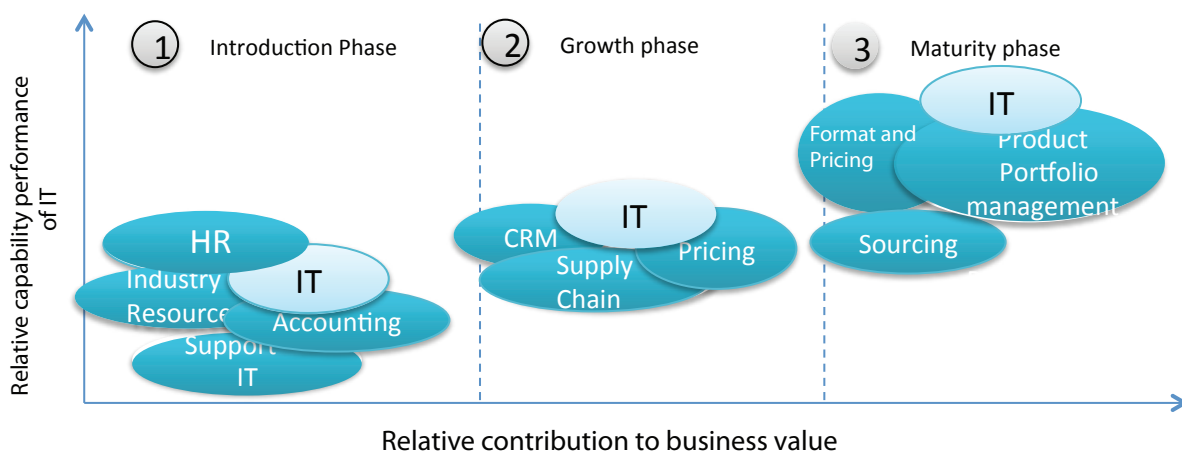 1
Introduction Phase
2
Growth phase
3
Maturity phase
Relative capability performance
of IT
HR
IT
Industry
Resource
Accounting
Support
IT
IT
CRM
Pricing
Supply
Chain
IT
Format and
Pricing
Product
Portfolio
management
Sourcing
Relative contribution to business value